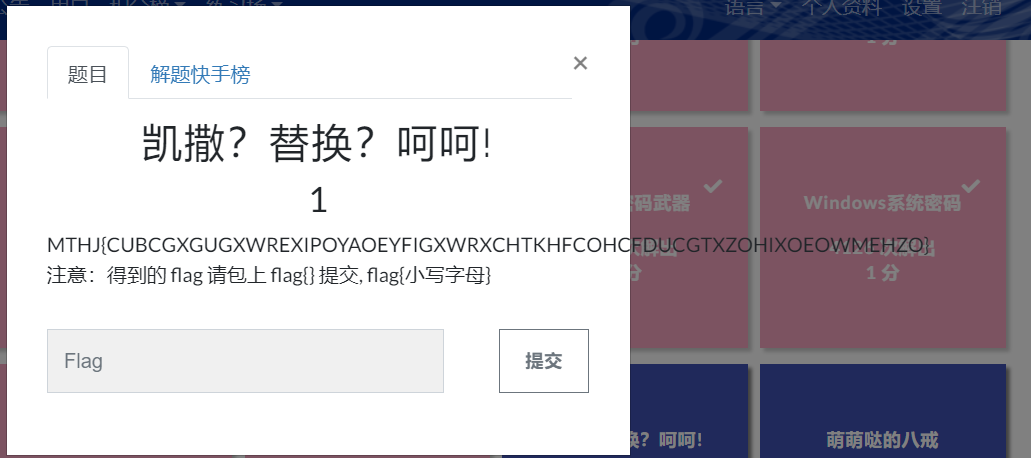 语言 个人资料 设置 注销
题目 解题快手榜 ×
1 分
凯撒？替换？呵呵!
1
密码武器
Windows系统密码
MTHJ{CUBCGXGUGXWREXIPOYAOEYFIGXWRXCHTKHFCOHCFDUCGTXZOHIXOEOWMEHZO}
注意：得到的 flag 请包上 flag{} 提交, flag{小写字母}
分
1 分
Flag
提交
换？呵呵!
萌萌哒的八戒